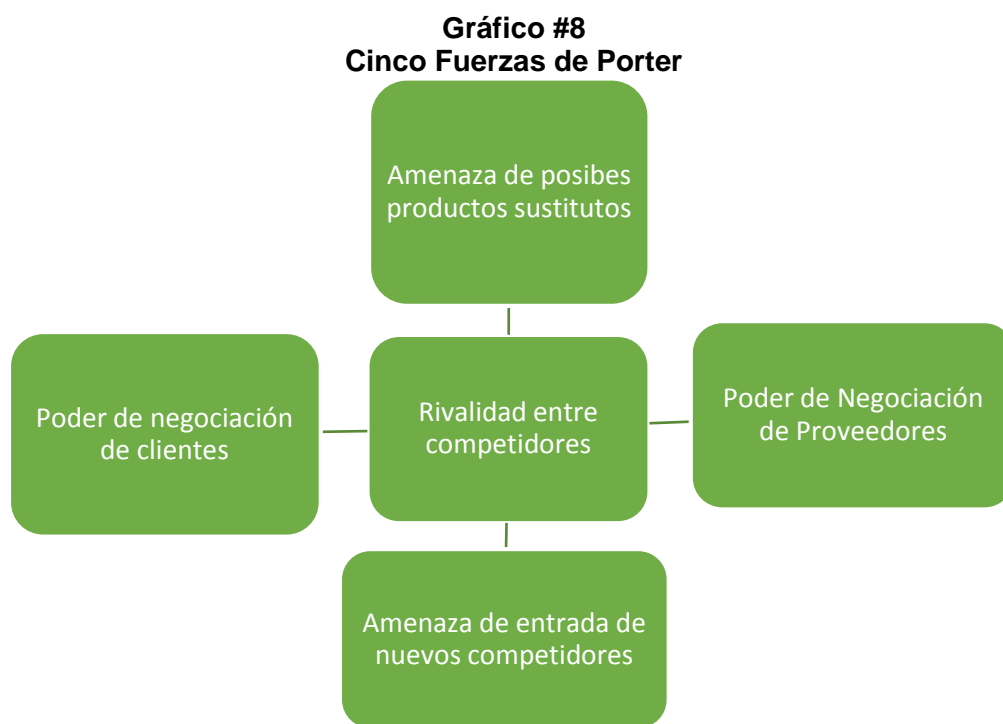 Gráfico #8
Cinco Fuerzas de Porter
Amenaza de posibes
productos sustitutos
Poder de negociación
de clientes
Rivalidad entre
competidores
Poder de Negociación
de Proveedores
Amenaza de entrada de
nuevos competidores